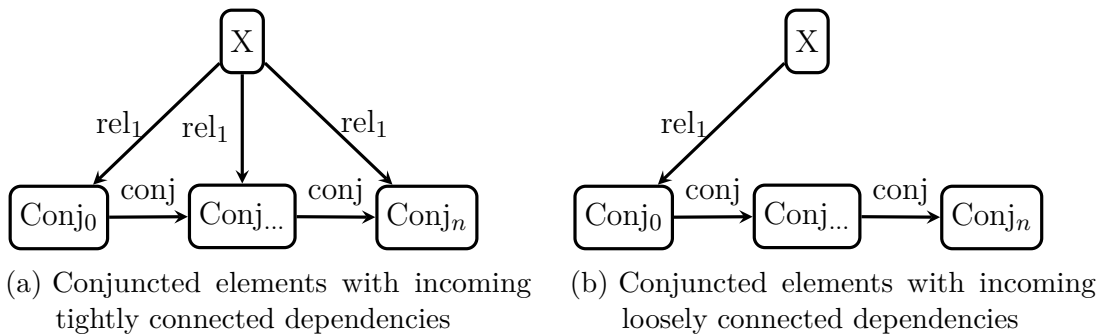 X
X
rel₁
rel₁
rel₁
rel₁
conj
conj
conj
conj
Conj₀
Conj...
Conjₙ
Conj₀
Conj...
Conjₙ
(a) Conjuncted elements with incoming
tightly connected dependencies
(b) Conjuncted elements with incoming
loosely connected dependencies